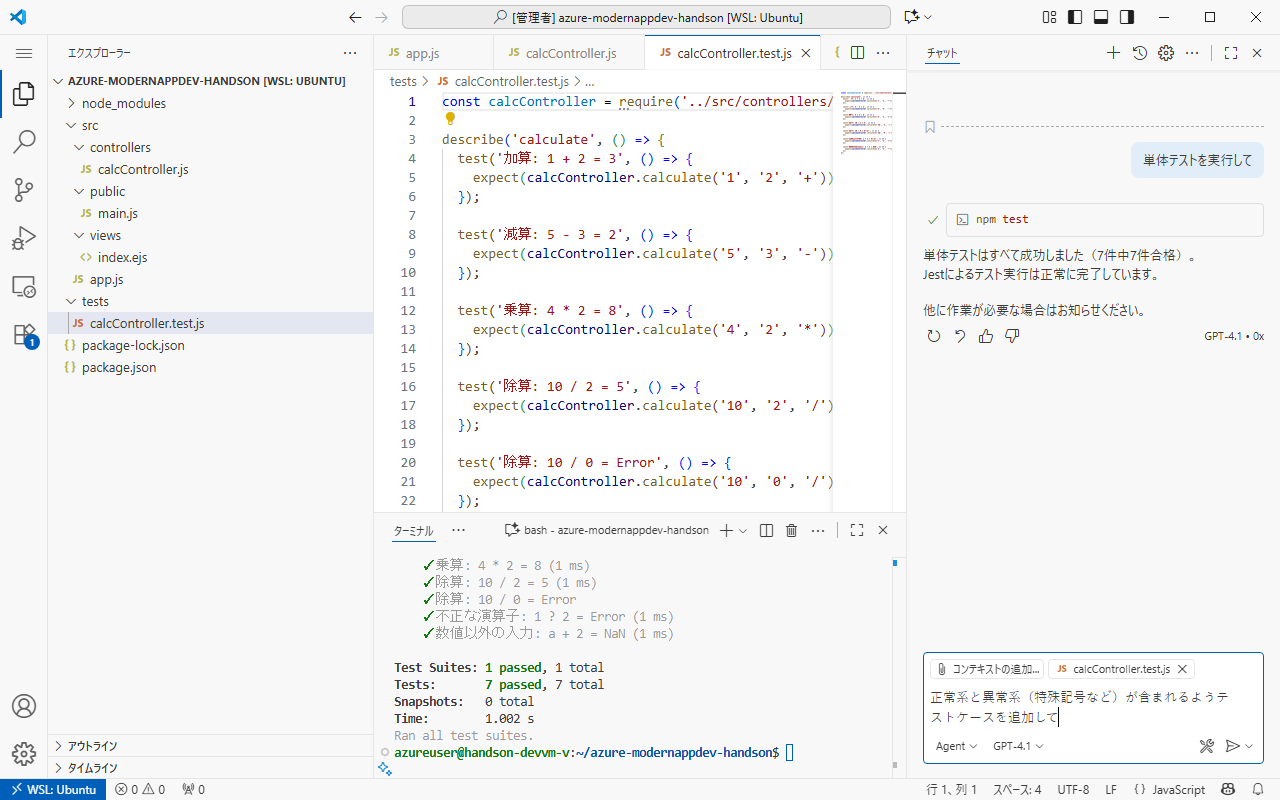 [管理者] azure-modernappdev-handson [WSL: Ubuntu]
エクスプローラー
AZURE-MODERNAPPDEV-HANDSON [WSL: UBUNTU]
node_modules
src
controllers
JS calcController.js
public
JS main.js
views
<> index.ejs
JS app.js
tests
JS calcController.test.js
{} package-lock.json
{} package.json
1
アウトライン
タイムライン
JS app.js
JS calcController.js
JS calcController.test.js
tests > JS calcController.test.js > ...
1 const calcController = require('../src/controllers/
2
3 describe('calculate', () => {
4 test('加算: 1 + 2 = 3', () => {
5 expect(calcController.calculate('1', '2', '+'))
6 });
7
8 test('減算: 5 - 3 = 2', () => {
9 expect(calcController.calculate('5', '3', '-'))
10 });
11
12 test('乗算: 4 * 2 = 8', () => {
13 expect(calcController.calculate('4', '2', '*'))
14 });
15
16 test('除算: 10 / 2 = 5', () => {
17 expect(calcController.calculate('10', '2', '/')
18 });
19
20 test('除算: 10 / 0 = Error', () => {
21 expect(calcController.calculate('10', '0', '/')
22 });
ターミナル
bash - azure-modernappdev-handson
✓乗算: 4 * 2 = 8 (1 ms)
✓除算: 10 / 2 = 5 (1 ms)
✓除算: 10 / 0 = Error
✓不正な演算子: 1 ? 2 = Error (1 ms)
✓数値以外の入力: a + 2 = NaN (1 ms)
Test Suites: 1 passed, 1 total
Tests: 7 passed, 7 total
Snapshots: 0 total
Time: 1.002 s
Ran all test suites.
azureuser@handson-devvm-v:~/azure-modernappdev-handson$
チャット
単体テストを実行して
npm test
単体テストはすべて成功しました（7件中7件合格）。
Jestによるテスト実行は正常に完了しています。
他に作業が必要な場合はお知らせください。
GPT-4.1 • 0x
コンテキストの追加...
JS calcController.test.js
正常系と異常系（特殊記号など）が含まれるようテ
ストケースを追加して
Agent
GPT-4.1
WSL: Ubuntu
0
0
0
行 1、列 1
スペース: 4
UTF-8
LF
{} JavaScript